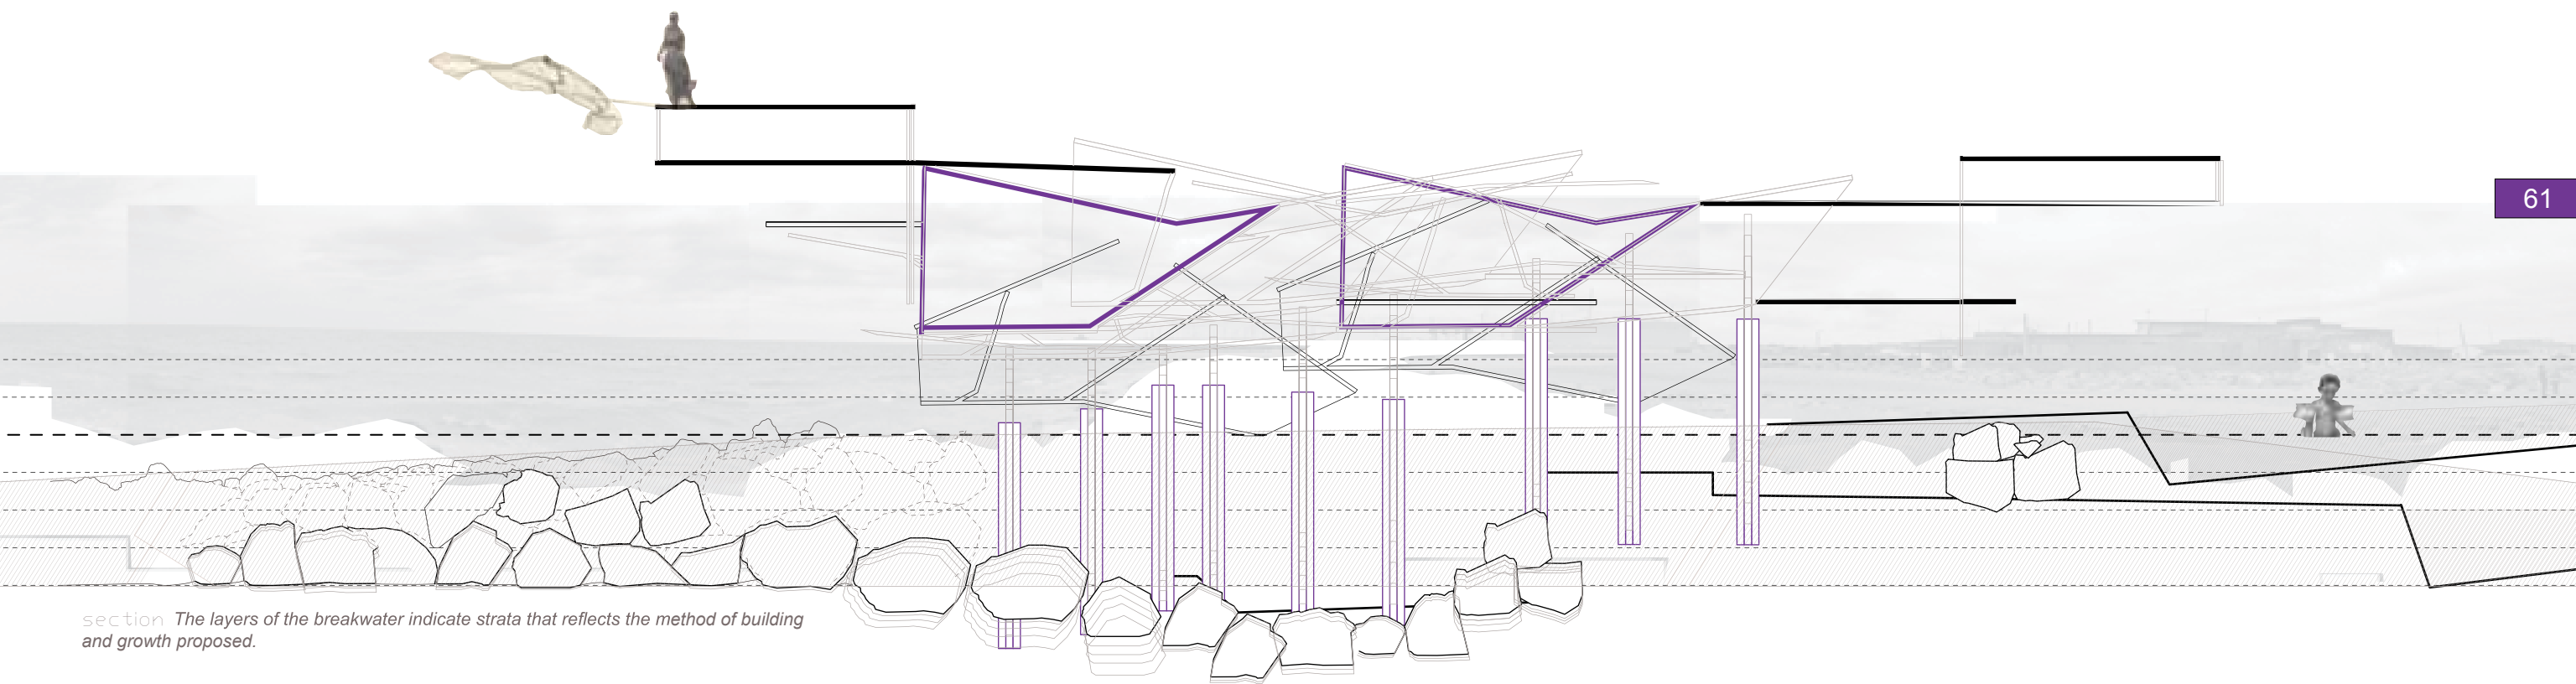 61
section The layers of the breakwater indicate strata that reflects the method of building
and growth proposed.